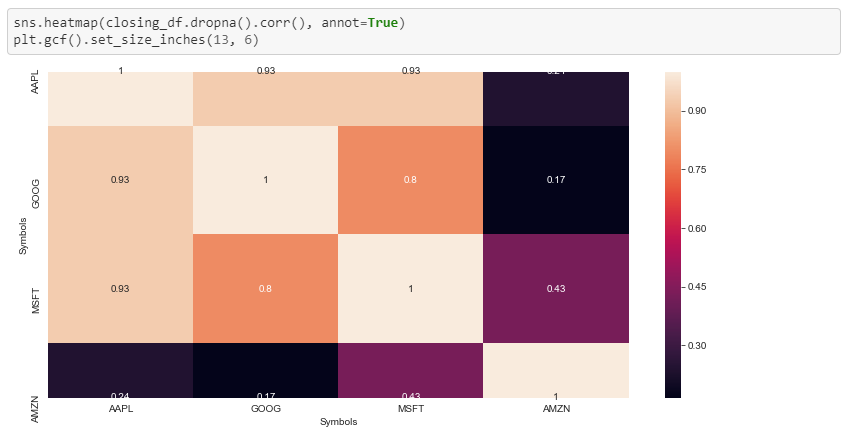 sns.heatmap(closing_df.dropna().corr(), annot=True)
plt.gcf().set_size_inches(13, 6)
AAPL
1 0.93 0.93
0.90
GOOG
0.93 1 0.8 0.17
0.75
Symbols
0.60
MSFT
0.93 0.8 1 0.43
0.45
0.30
AMZN
0.24 0.17 0.43 1
AAPL GOOG MSFT AMZN
Symbols